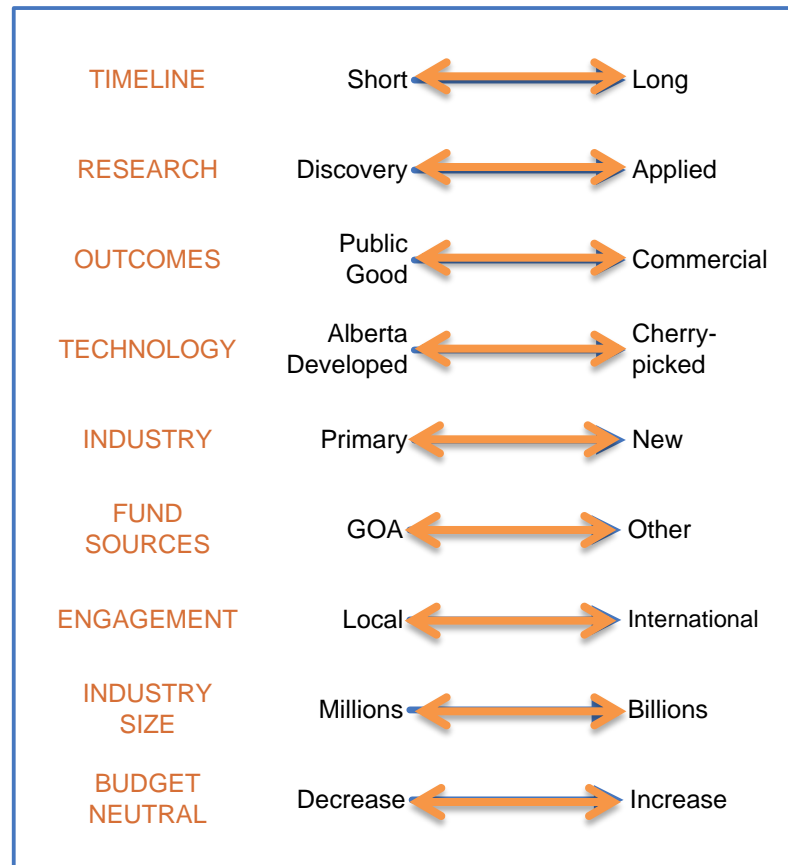 TIMELINE Short Long
RESEARCH Discovery Applied
OUTCOMES
Public
Good
Commercial
TECHNOLOGY
Alberta
Developed
Cherry-
picked
INDUSTRY Primary New
FUND
SOURCES
GOA Other
ENGAGEMENT Local International
INDUSTRY
SIZE
Millions Billions
BUDGET
NEUTRAL
Decrease Increase